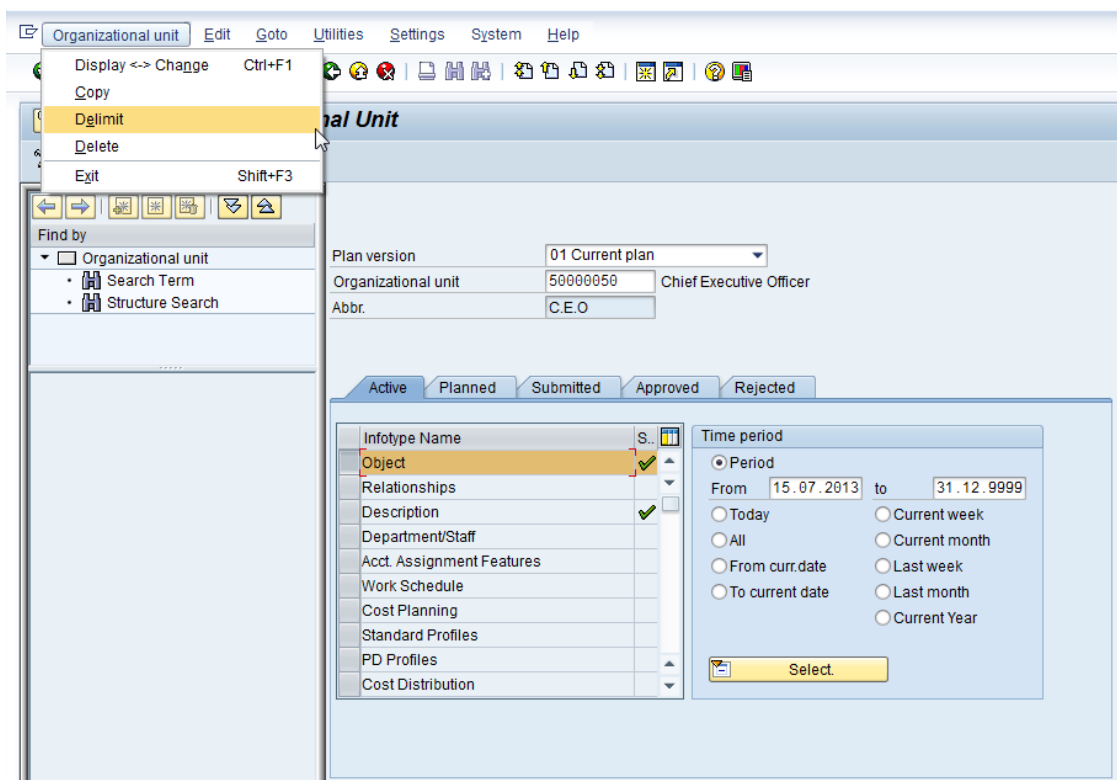 Organizational unit Edit Goto Utilities Settings System Help
Display <-> Change Ctrl+F1
Copy
Delimit
Delete
Exit Shift+F3
nal Unit
Find by
Organizational unit
Search Term
Structure Search
Plan version 01 Current plan
Organizational unit 50000050 Chief Executive Officer
Abbr. C.E.O
Active Planned Submitted Approved Rejected
Infotype Name S..
Object
Relationships
Description
Department/Staff
Acct. Assignment Features
Work Schedule
Cost Planning
Standard Profiles
PD Profiles
Cost Distribution
Time period
Period
From 15.07.2013 to 31.12.9999
Today Current week
All Current month
From curr.date Last week
To current date Last month
Current Year
Select.